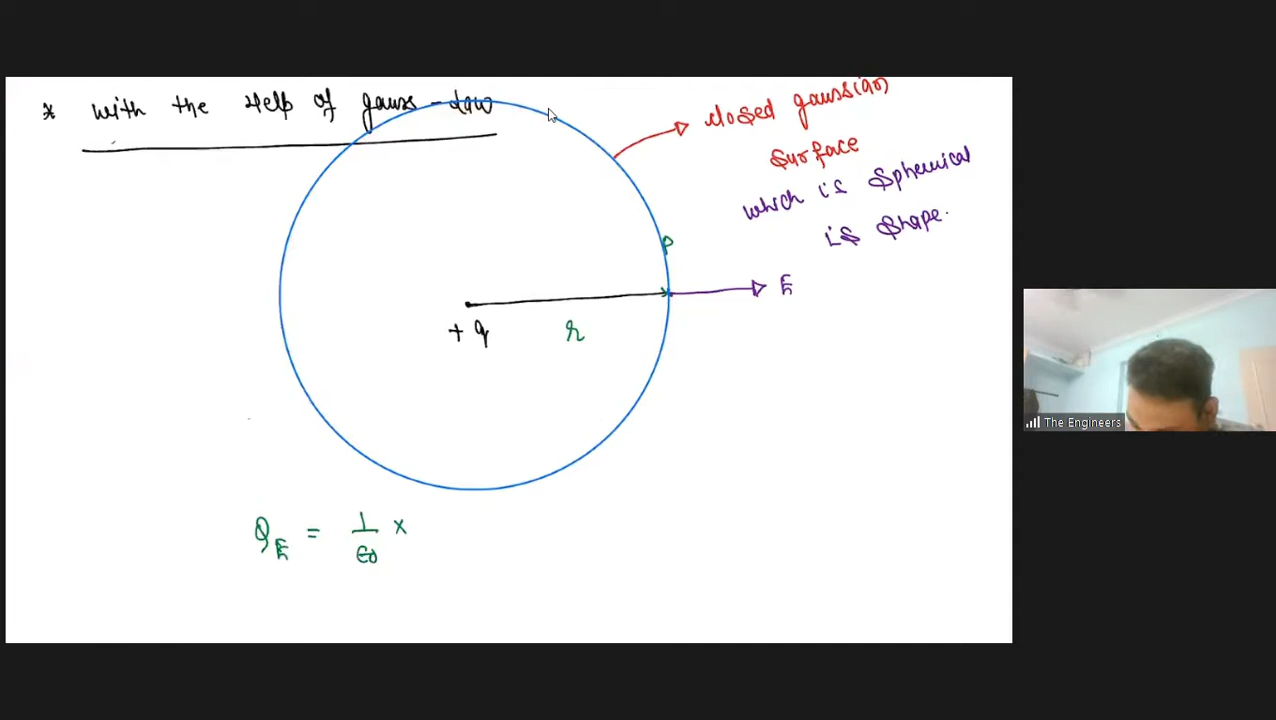 * with the Help of gauss-law
closed gaussian
surface
which is Spherical
is Shape.
P
E
+q r
φE = 1/ε0 ×
The Engineers